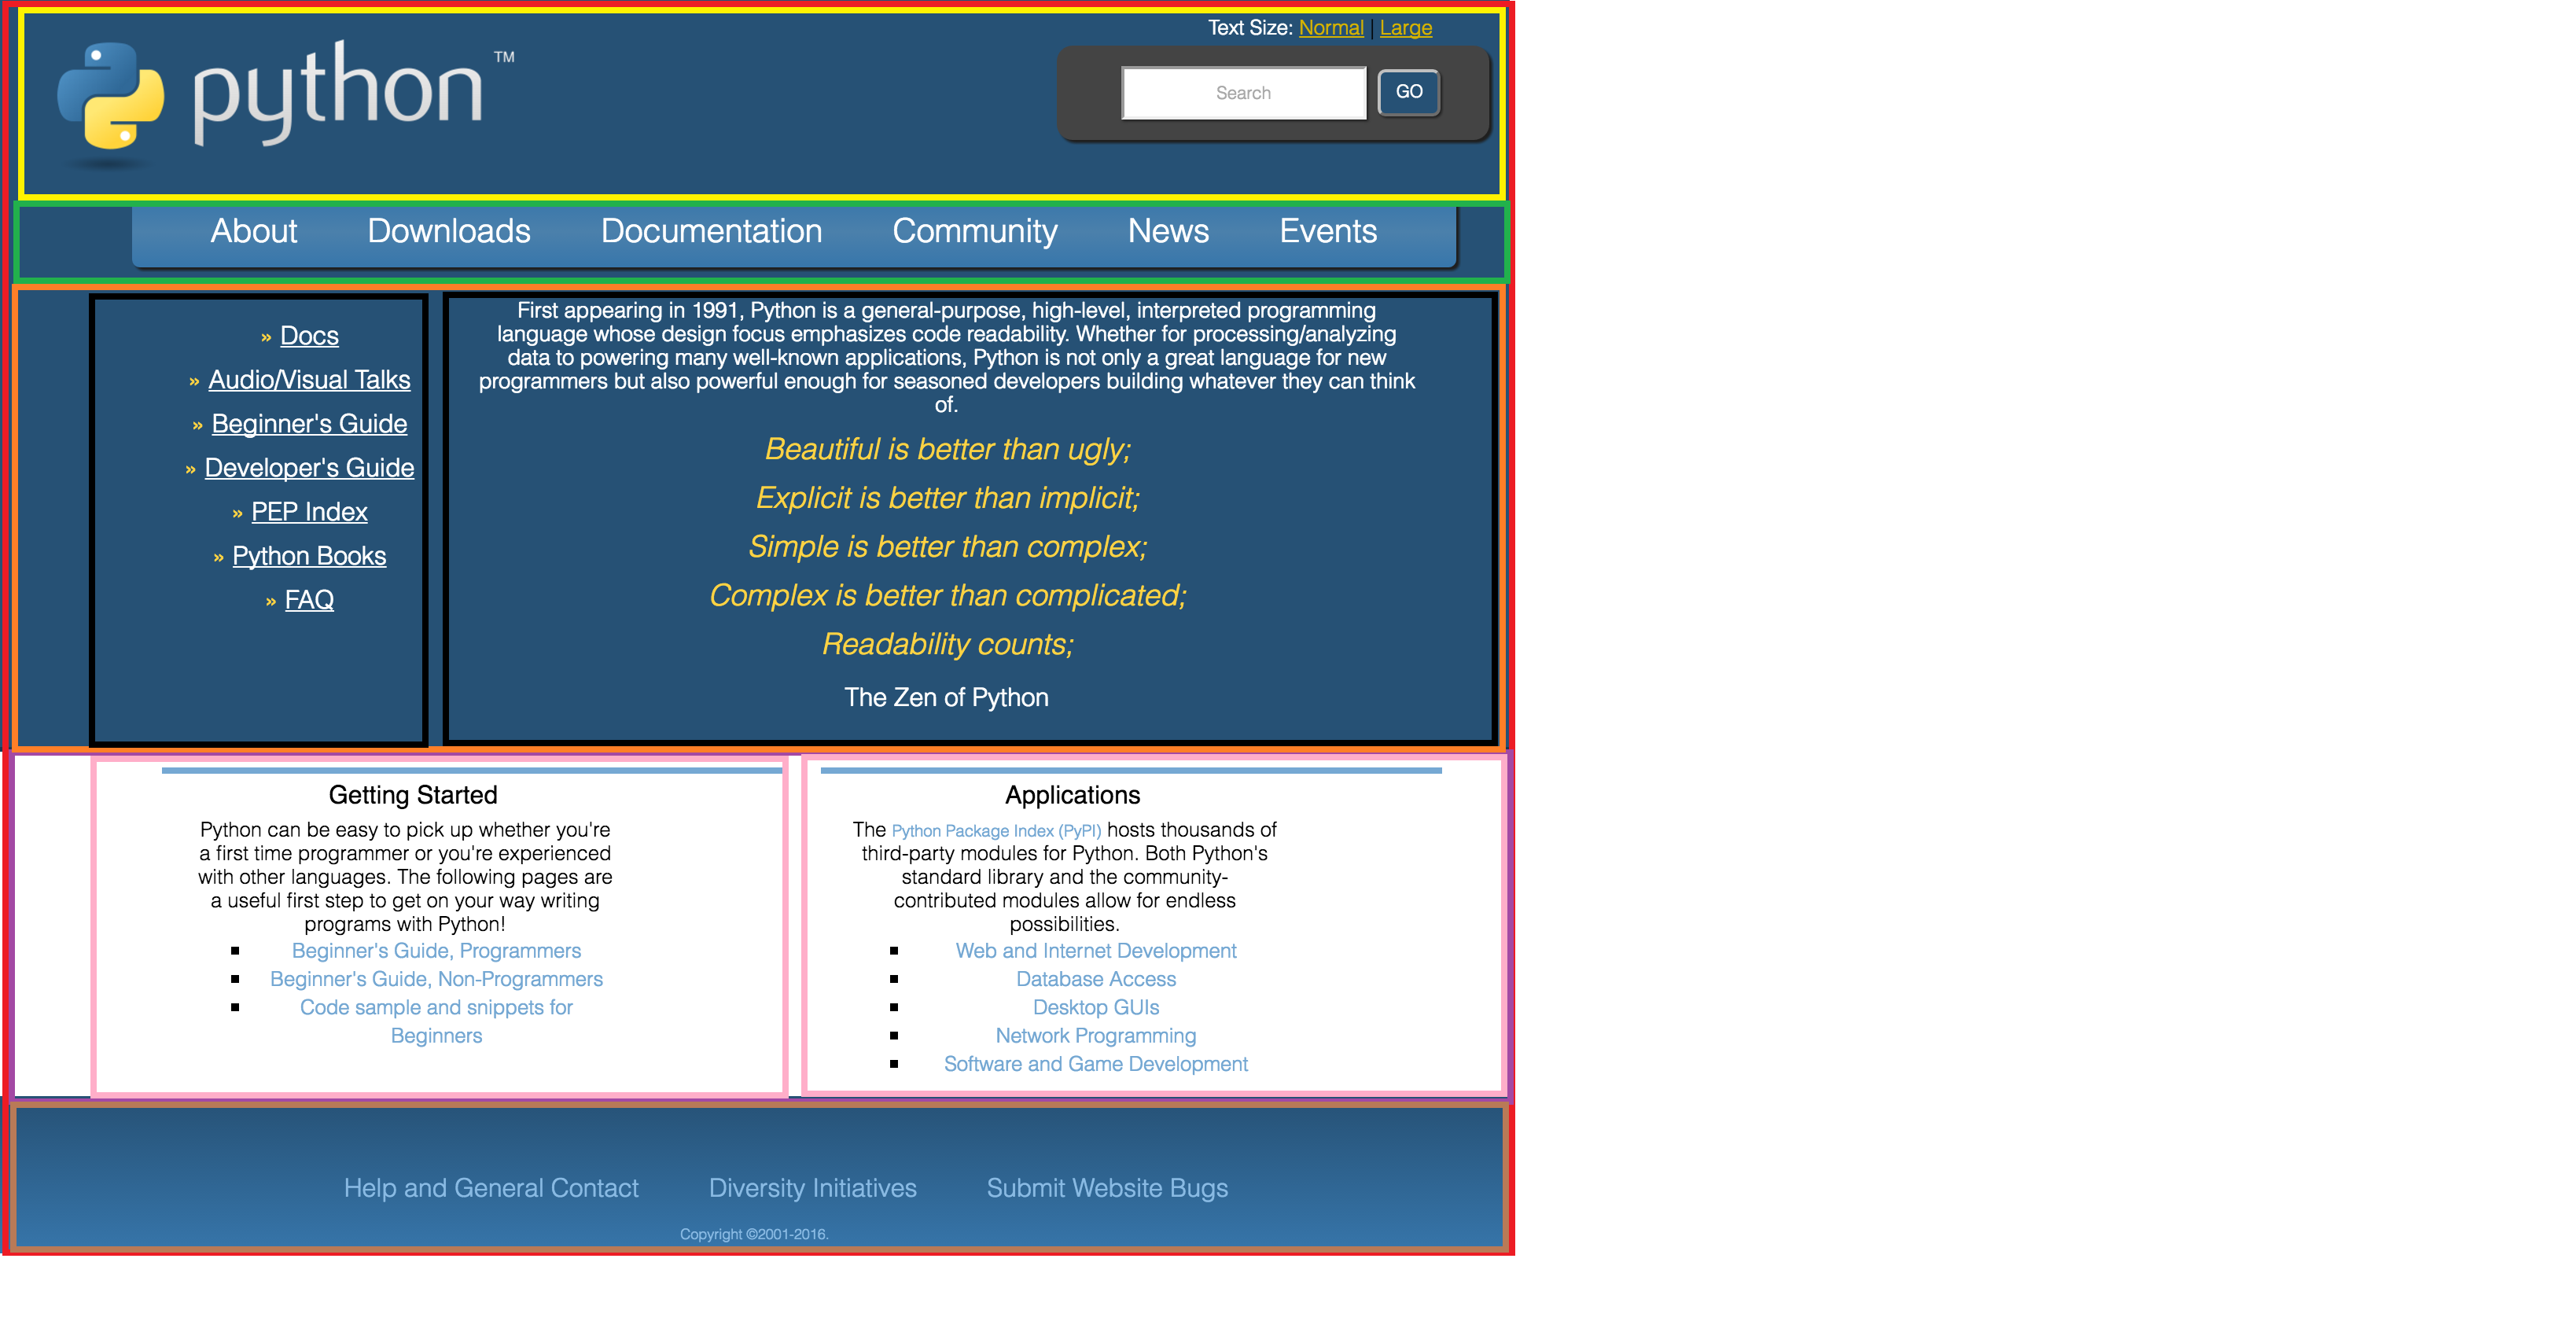 Text Size: Normal | Large
python™
Search
GO
About Downloads Documentation Community News Events
» Docs
» Audio/Visual Talks
» Beginner's Guide
» Developer's Guide
» PEP Index
» Python Books
» FAQ
First appearing in 1991, Python is a general-purpose, high-level, interpreted programming
language whose design focus emphasizes code readability. Whether for processing/analyzing
data to powering many well-known applications, Python is not only a great language for new
programmers but also powerful enough for seasoned developers building whatever they can think
of.
Beautiful is better than ugly;
Explicit is better than implicit;
Simple is better than complex;
Complex is better than complicated;
Readability counts;
The Zen of Python
Getting Started
Python can be easy to pick up whether you're
a first time programmer or you're experienced
with other languages. The following pages are
a useful first step to get on your way writing
programs with Python!
▪ Beginner's Guide, Programmers
▪ Beginner's Guide, Non-Programmers
▪ Code sample and snippets for
Beginners
Applications
The Python Package Index (PyPI) hosts thousands of
third-party modules for Python. Both Python's
standard library and the community-
contributed modules allow for endless
possibilities.
▪ Web and Internet Development
▪ Database Access
▪ Desktop GUIs
▪ Network Programming
▪ Software and Game Development
Help and General Contact Diversity Initiatives Submit Website Bugs
Copyright ©2001-2016.